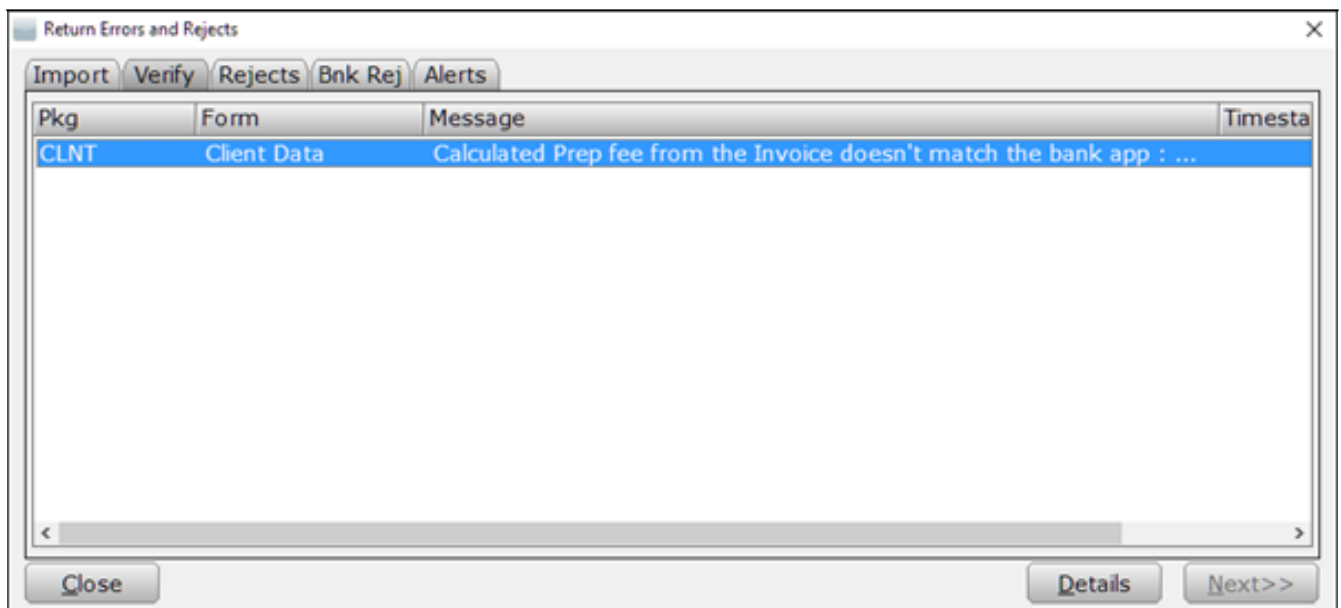 Return Errors and Rejects
Import Verify Rejects Bnk Rej Alerts
Pkg Form Message Timesta
CLNT Client Data Calculated Prep fee from the Invoice doesn't match the bank app : ...
Close Details Next>>